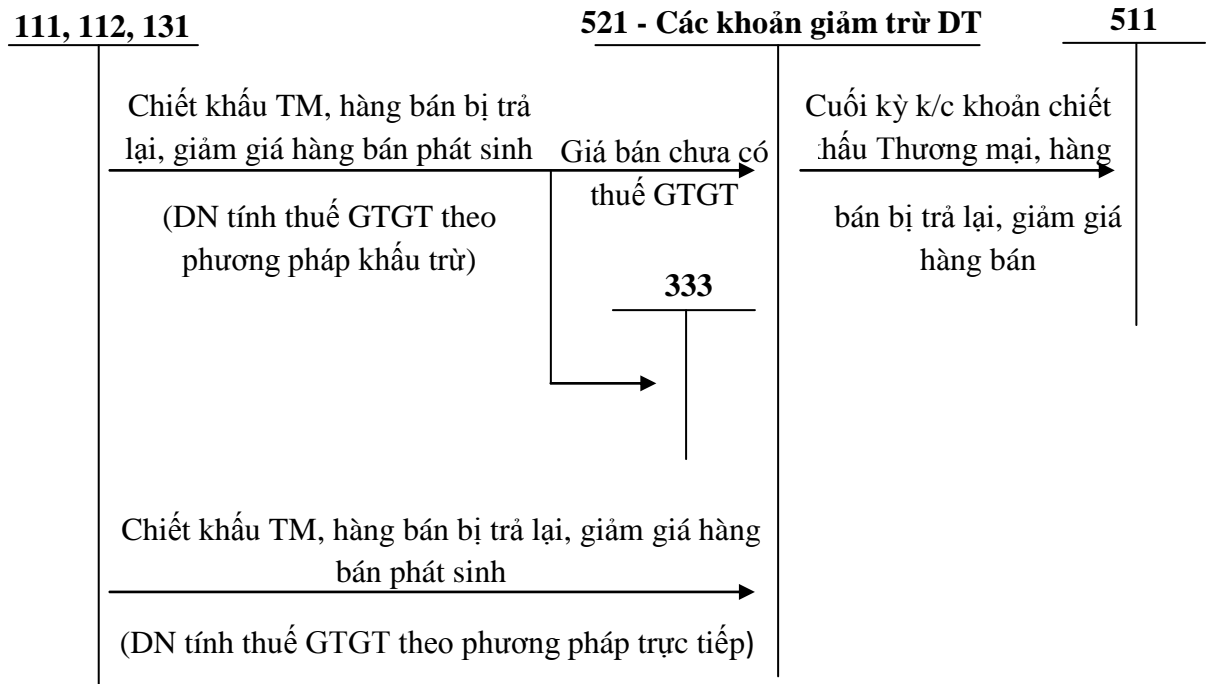 111, 112, 131
521 - Các khoản giảm trừ DT
511
Chiết khấu TM, hàng bán bị trả
lại, giảm giá hàng bán phát sinh
(DN tính thuế GTGT theo
phương pháp khấu trừ)
Giá bán chưa có
thuế GTGT
Cuối kỳ k/c khoản chiết
hấu Thương mại, hàng
bán bị trả lại, giảm giá
hàng bán
333
Chiết khấu TM, hàng bán bị trả lại, giảm giá hàng
bán phát sinh
(DN tính thuế GTGT theo phương pháp trực tiếp)